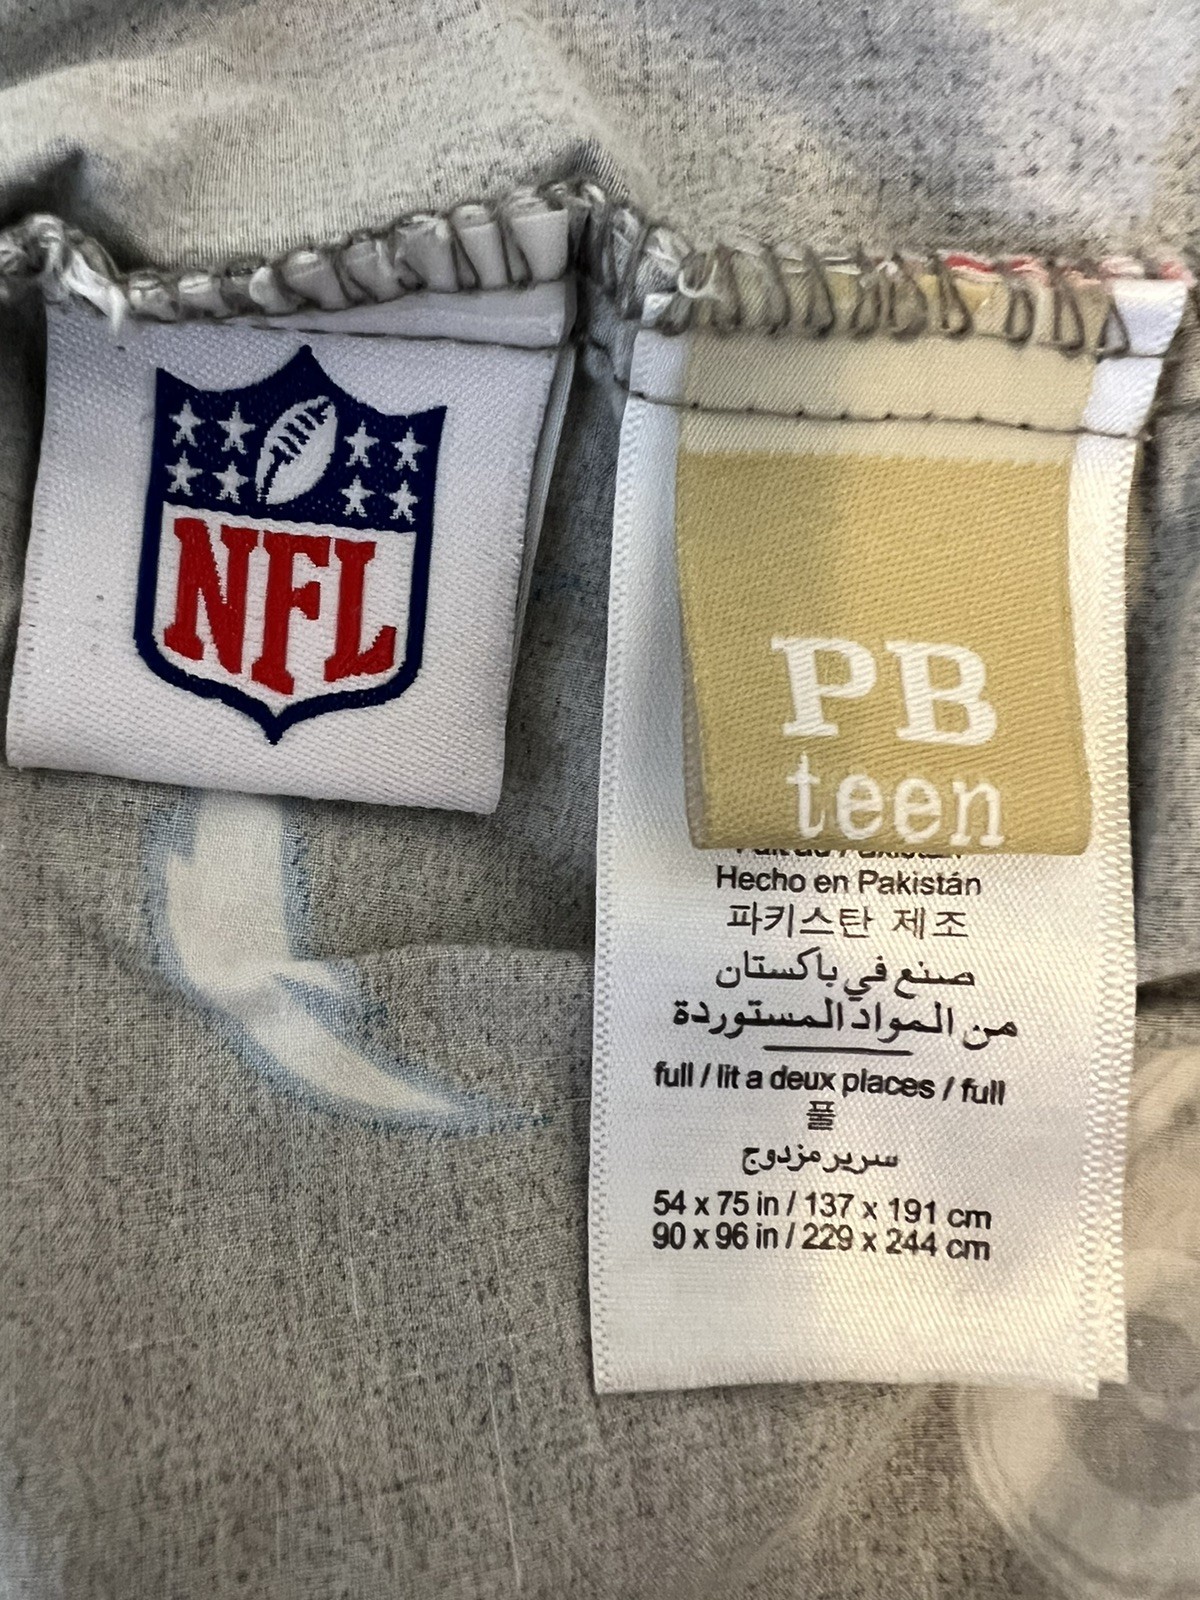 NFL
PB
teen
Hecho en Pakistán
파키스탄 제조
صنع في باكستان
من المواد المستوردة
full / lit a deux places / full
풀
سرير مزدوج
54 x 75 in / 137 x 191 cm
90 x 96 in / 229 x 244 cm